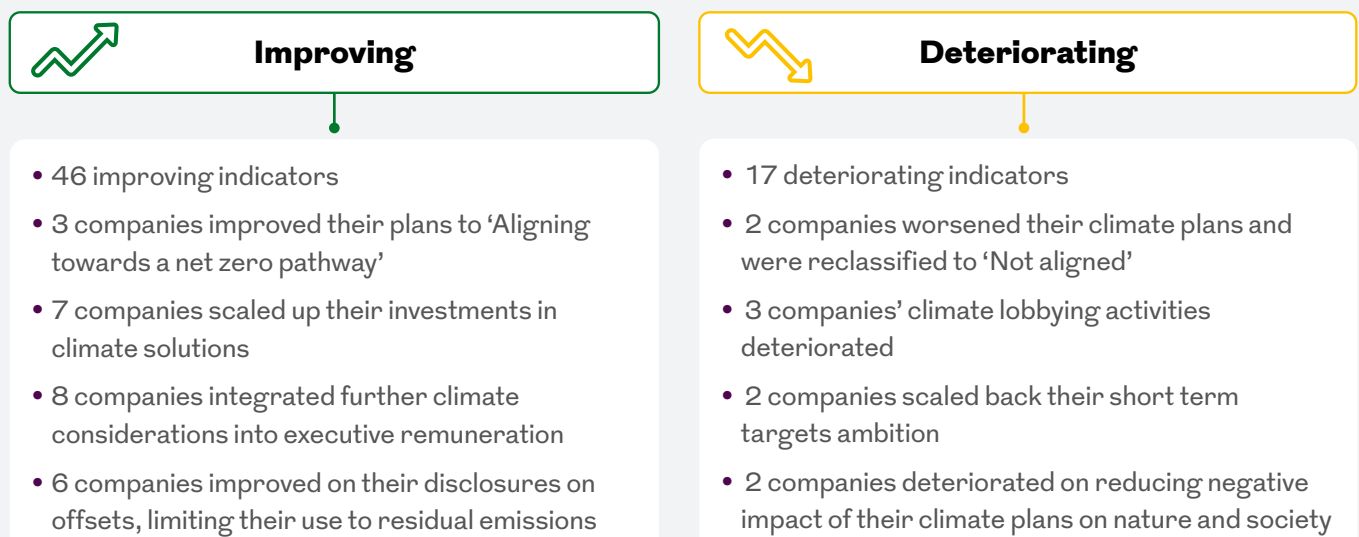 Improving
• 46 improving indicators
• 3 companies improved their plans to ‘Aligning
towards a net zero pathway’
• 7 companies scaled up their investments in
climate solutions
• 8 companies integrated further climate
considerations into executive remuneration
• 6 companies improved on their disclosures on
offsets, limiting their use to residual emissions
Deteriorating
• 17 deteriorating indicators
• 2 companies worsened their climate plans and
were reclassified to ‘Not aligned’
• 3 companies’ climate lobbying activities
deteriorated
• 2 companies scaled back their short term
targets ambition
• 2 companies deteriorated on reducing negative
impact of their climate plans on nature and society